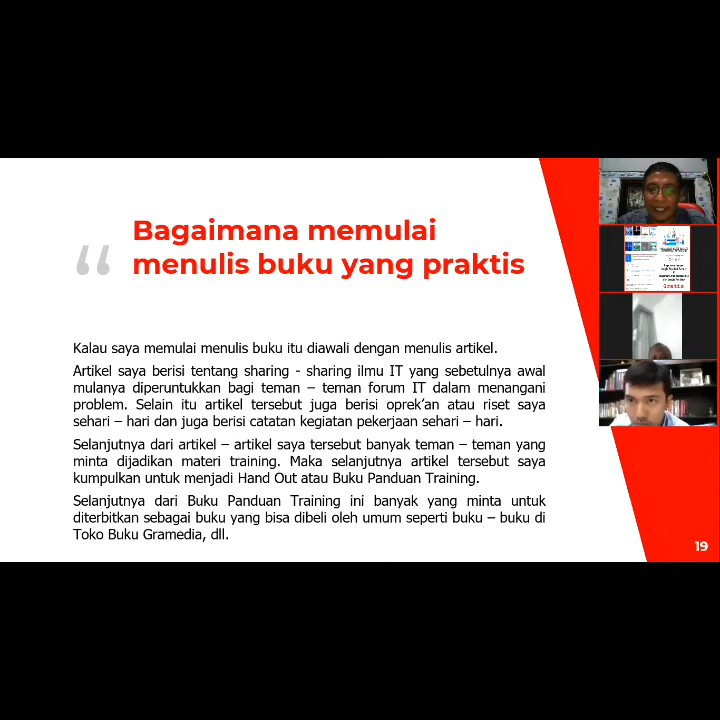 Bagaimana memulai
menulis buku yang praktis
Kalau saya memulai menulis buku itu diawali dengan menulis artikel.
Artikel saya berisi tentang sharing - sharing ilmu IT yang sebetulnya awal
mulanya diperuntukkan bagi teman – teman forum IT dalam menangani
problem. Selain itu artikel tersebut juga berisi oprek’an atau riset saya
sehari – hari dan juga berisi catatan kegiatan pekerjaan sehari – hari.
Selanjutnya dari artikel – artikel saya tersebut banyak teman – teman yang
minta dijadikan materi training. Maka selanjutnya artikel tersebut saya
kumpulkan untuk menjadi Hand Out atau Buku Panduan Training.
Selanjutnya dari Buku Panduan Training ini banyak yang minta untuk
diterbitkan sebagai buku yang bisa dibeli oleh umum seperti buku – buku di
Toko Buku Gramedia, dll.
19